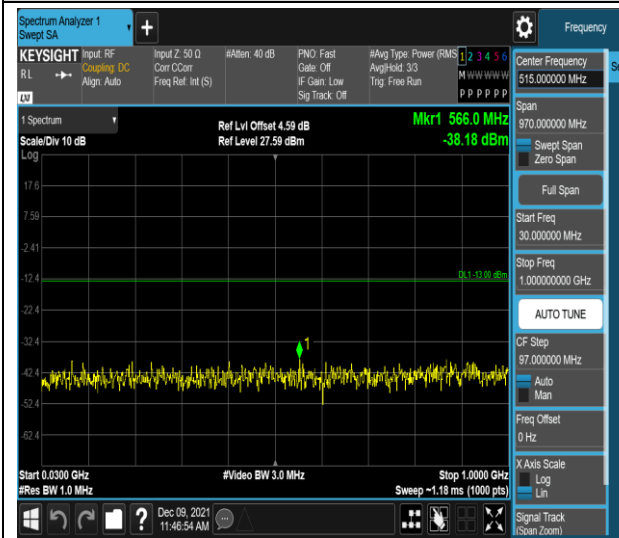 Spectrum Analyzer 1
Swept SA
Frequency
KEYSIGHT
RL
LXI
Input: RF
Coupling: DC
Align: Auto
Input Z: 50 Ω
Corr CCorr
Freq Ref: Int (S)
#Atten: 40 dB
PNO: Fast
Gate: Off
IF Gain: Low
Sig Track: Off
#Avg Type: Power (RMS
Avg|Hold: 3/3
Trig: Free Run
1 2 3 4 5 6
M W W W W W
P P P P P P
1 Spectrum
Scale/Div 10 dB
Log
Ref Lvl Offset 4.59 dB
Ref Level 27.59 dBm
Mkr1 566.0 MHz
-38.18 dBm
17.6
7.59
-2.41
-12.4
-22.4
-32.4
-42.4
-52.4
-62.4
DL1 -13.00 dBm
1
Start 0.0300 GHz
#Res BW 1.0 MHz
#Video BW 3.0 MHz
Stop 1.0000 GHz
Sweep ~1.18 ms (1000 pts)
Dec 09, 2021
11:46:54 AM
Center Frequency
515.000000 MHz
Span
970.000000 MHz
Swept Span
Zero Span
Full Span
Start Freq
30.000000 MHz
Stop Freq
1.000000000 GHz
AUTO TUNE
CF Step
97.000000 MHz
Auto
Man
Freq Offset
0 Hz
X Axis Scale
Log
Lin
Signal Track
(Span Zoom)